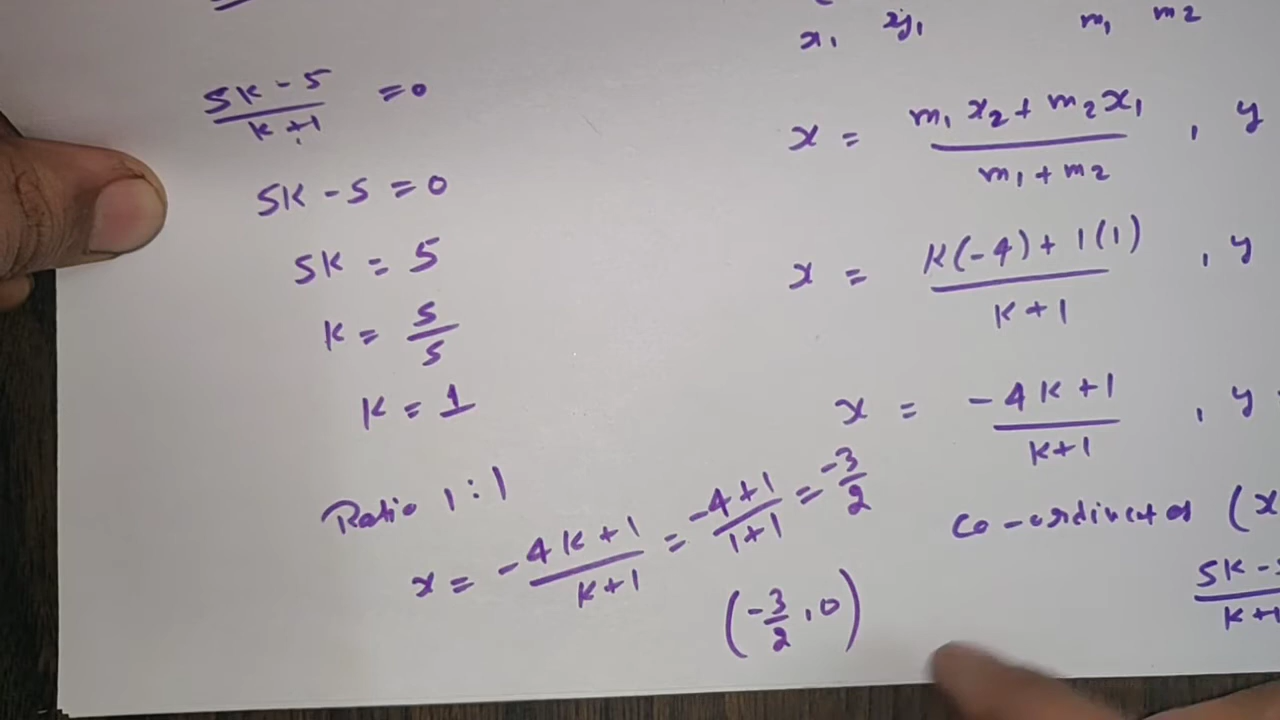 x₁ y₁ m₁ m₂
(5k - 5)/(k + 1) = 0
5k - 5 = 0
5k = 5
k = 5/5
k = 1
Ratio 1 : 1
x = (-4k + 1)/(k + 1) = (-4 + 1)/(1 + 1) = -3/2
(-3/2 , 0)
x = (m₁x₂ + m₂x₁)/(m₁ + m₂) , y
x = (k(-4) + 1(1))/(k + 1) , y
x = (-4k + 1)/(k + 1) , y
Co-ordinates (x
5k -
k +